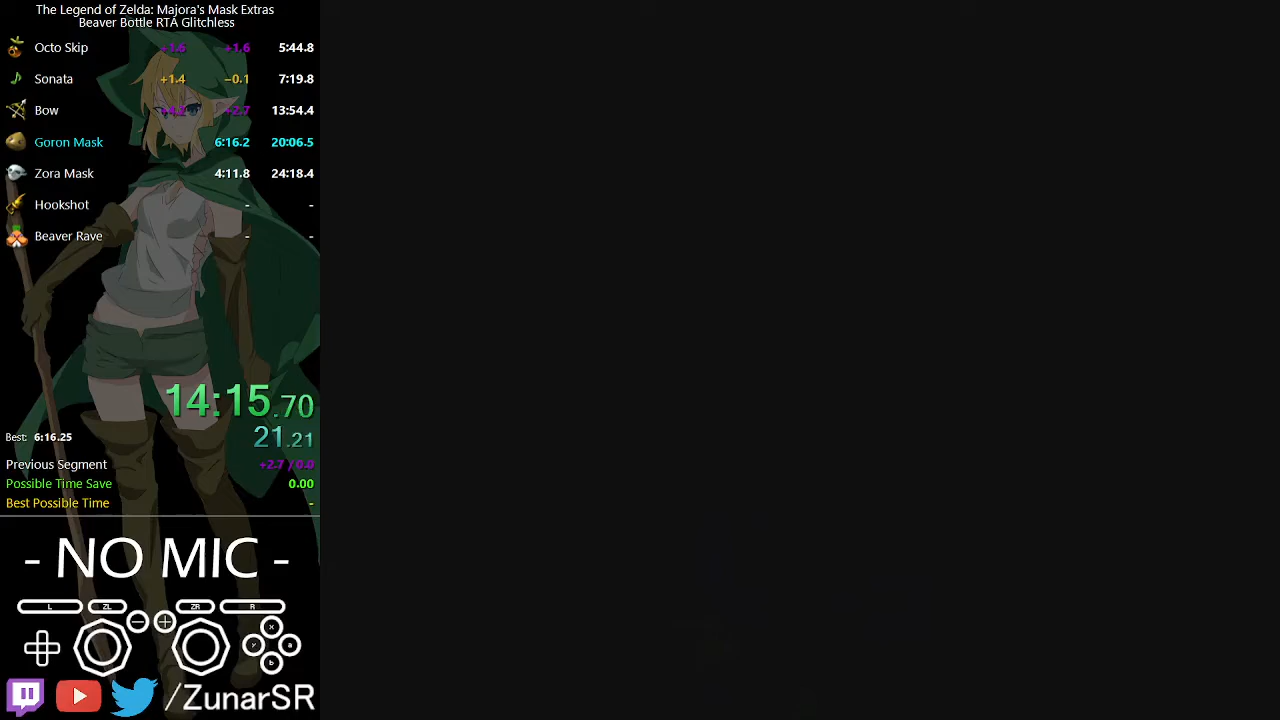 The Legend of Zelda: Majora's Mask Extras
Beaver Bottle RTA Glitchless
Octo Skip +1.6 +1.6 5:44.8
Sonata +1.4 −0.1 7:19.8
Bow +4.2 +2.7 13:54.4
Goron Mask 6:16.2 20:06.5
Zora Mask 4:11.8 24:18.4
Hookshot - -
Beaver Rave - -
14:15.70
Best: 6:16.25 21.21
Previous Segment +2.7 / 0.0
Possible Time Save 0.00
Best Possible Time -
- NO MIC -
L ZL ZR R
x
y a
b
/ZunarSR